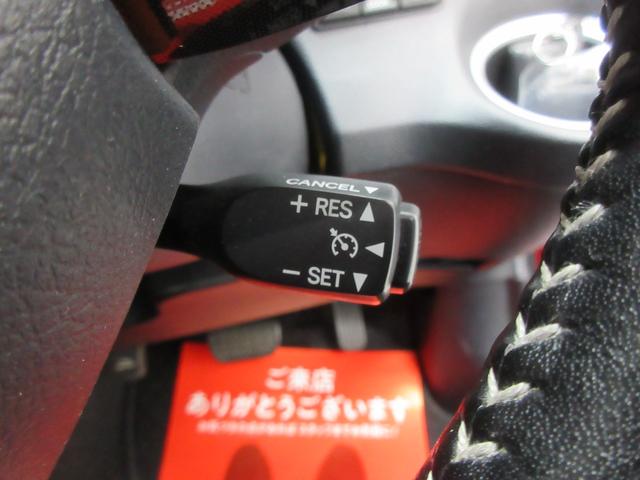 CANCEL ▼
+ RES ▲
◀
− SET ▼
ご来店
ありがとうございます